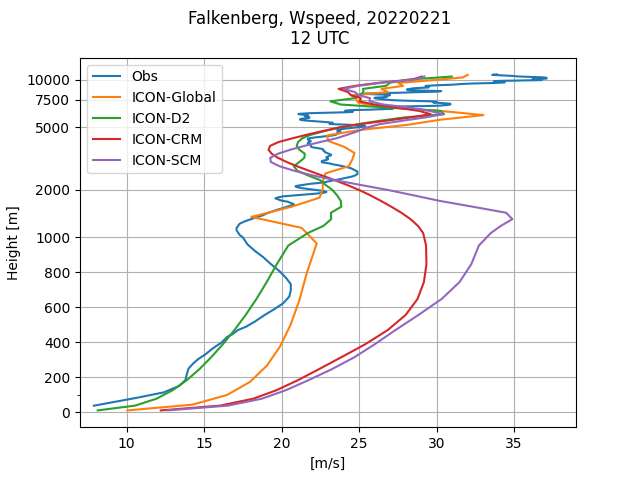 Falkenberg, Wspeed, 20220221
12 UTC
Obs
ICON-Global
ICON-D2
ICON-CRM
ICON-SCM
Height [m]
10000
7500
5000
2000
1000
800
600
400
200
0
10 15 20 25 30 35
[m/s]